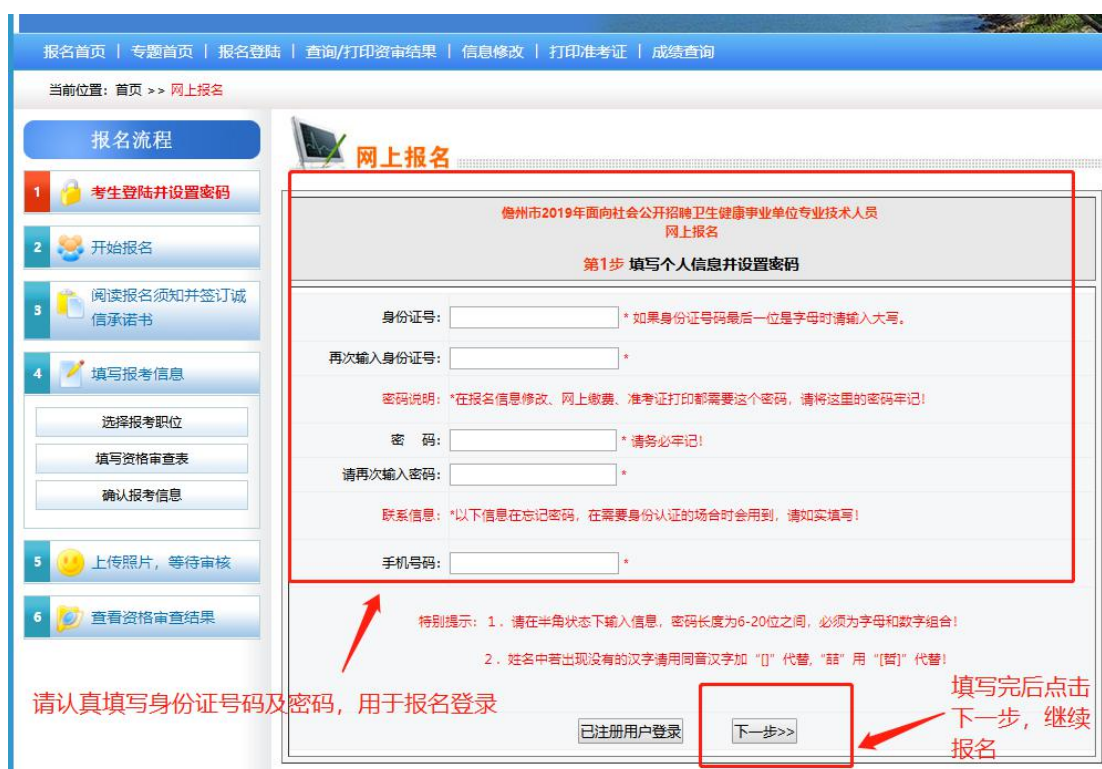 报名首页 | 专题首页 | 报名登陆 | 查询/打印资审结果 | 信息修改 | 打印准考证 | 成绩查询
当前位置：首页 >> 网上报名
报名流程
1 考生登陆并设置密码
2 开始报名
3 阅读报名须知并签订诚
信承诺书
4 填写报考信息
选择报考职位
填写资格审查表
确认报考信息
5 上传照片，等待审核
6 查看资格审查结果
网上报名
儋州市2019年面向社会公开招聘卫生健康事业单位专业技术人员
网上报名
第1步 填写个人信息并设置密码
身份证号： * 如果身份证号码最后一位是字母时请输入大写。
再次输入身份证号： *
密码说明： *在报名信息修改、网上缴费、准考证打印都需要这个密码，请将这里的密码牢记！
密 码： * 请务必牢记！
请再次输入密码： *
联系信息： *以下信息在忘记密码，在需要身份认证的场合时会用到，请如实填写！
手机号码： *
特别提示：1．请在半角状态下输入信息，密码长度为6-20位之间，必须为字母和数字组合！
2．姓名中若出现没有的汉字请用同音汉字加“[]”代替，“喆”用“[哲]”代替！
请认真填写身份证号码及密码，用于报名登录
已注册用户登录
下一步>>
填写完后点击
下一步，继续
报名